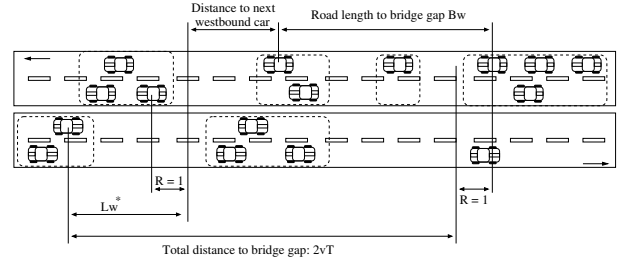 Distance to next
westbound car
Road length to bridge gap Bw
R = 1
Lw*
R = 1
Total distance to bridge gap: 2vT